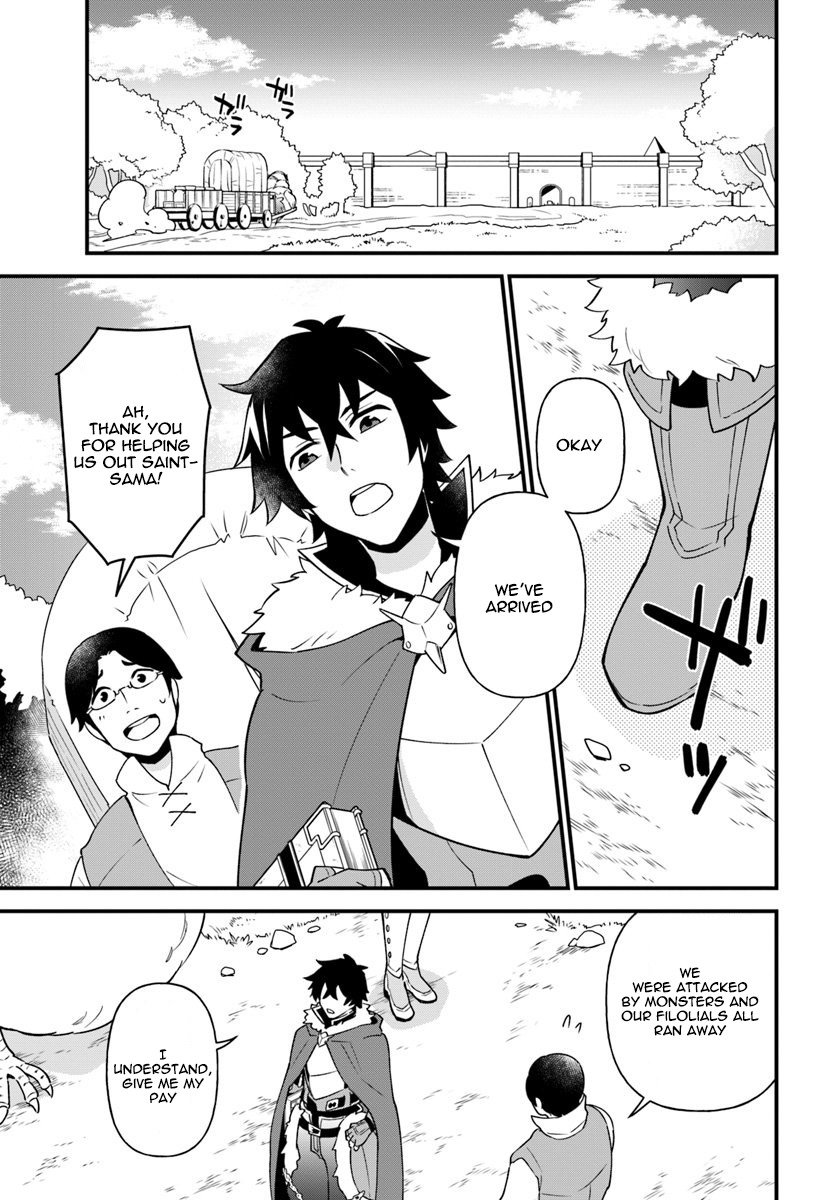 ガラ
ガラ
OKAY
ザッ
WE'VE
ARRIVED
AH,
THANK YOU
FOR HELPING
US OUT SAINT-
SAMA!
WE
WERE ATTACKED
BY MONSTERS AND
OUR FILOLIALS ALL
RAN AWAY
I
UNDERSTAND,
GIVE ME MY
PAY